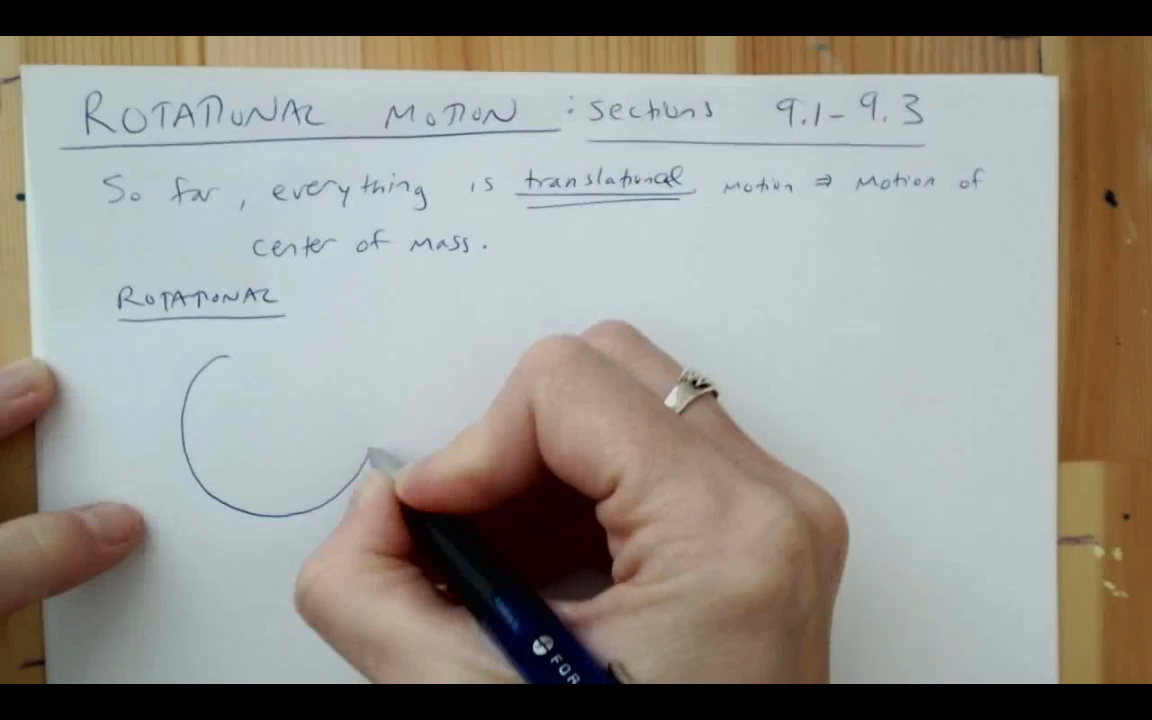 ROTATIONAL MOTION : sections 9.1 - 9.3
So far, everything is translational motion ⇒ motion of
center of mass.
ROTATIONAL
FOR